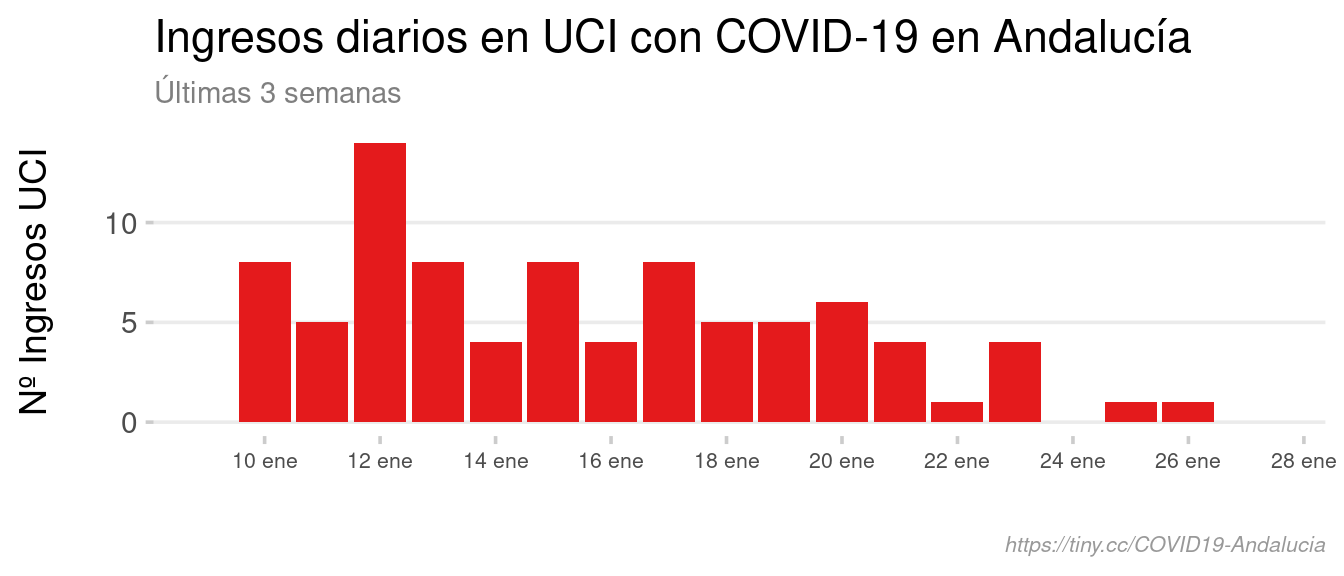 Ingresos diarios en UCI con COVID-19 en Andalucía
Últimas 3 semanas
Nº Ingresos UCI
10
5
0
10 ene 12 ene 14 ene 16 ene 18 ene 20 ene 22 ene 24 ene 26 ene 28 ene
https://tiny.cc/COVID19-Andalucia